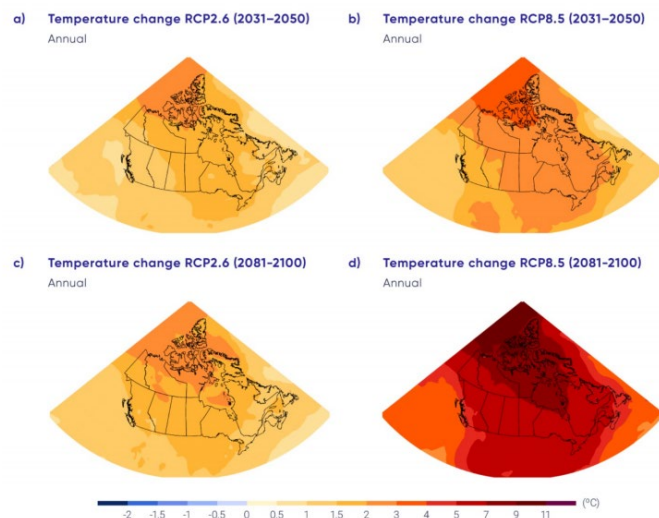 a) Temperature change RCP2.6 (2031–2050)
Annual
b) Temperature change RCP8.5 (2031–2050)
Annual
c) Temperature change RCP2.6 (2081-2100)
Annual
d) Temperature change RCP8.5 (2081-2100)
Annual
-2 -1.5 -1 -0.5 0 0.5 1 1.5 2 3 4 5 7 9 11 (°C)